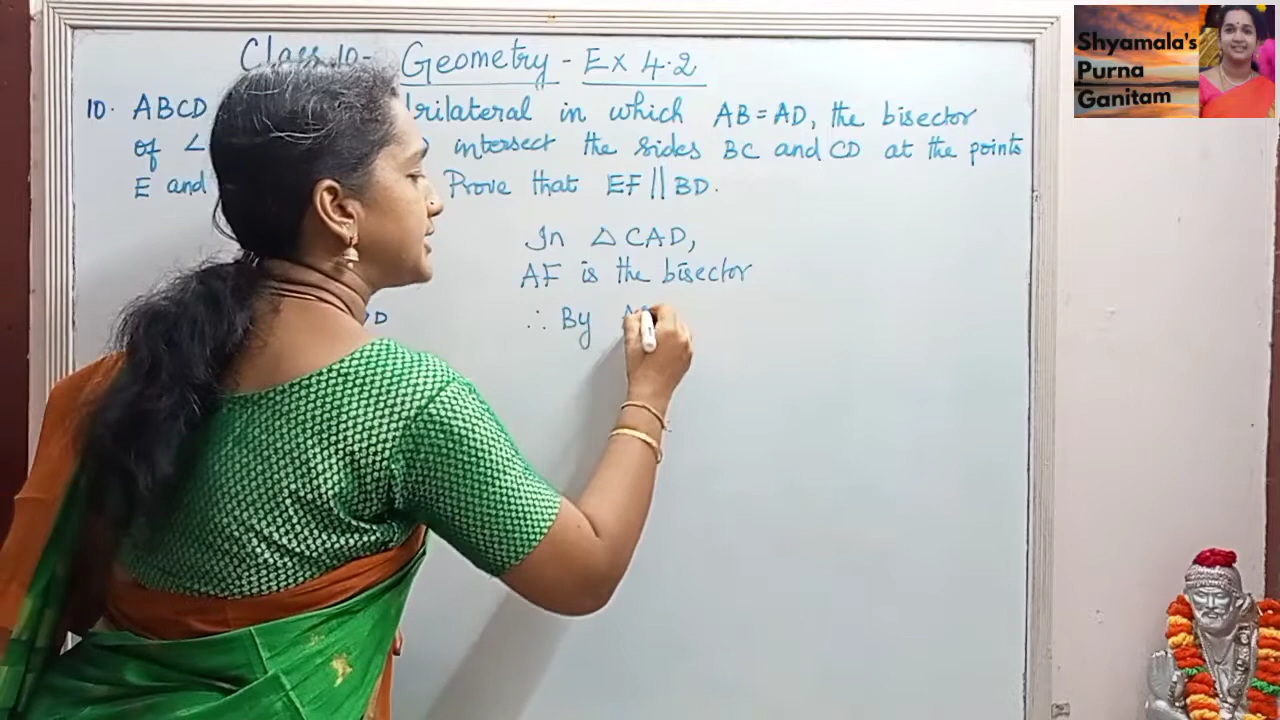 Class 10- Geometry - Ex 4.2
10. ABCD drilateral in which AB=AD, the bisector
of ∠ intersect the sides BC and CD at the points
E and Prove that EF || BD.
In △ CAD,
AF is the bisector
D
∴ By
Shyamala's
Purna
Ganitam